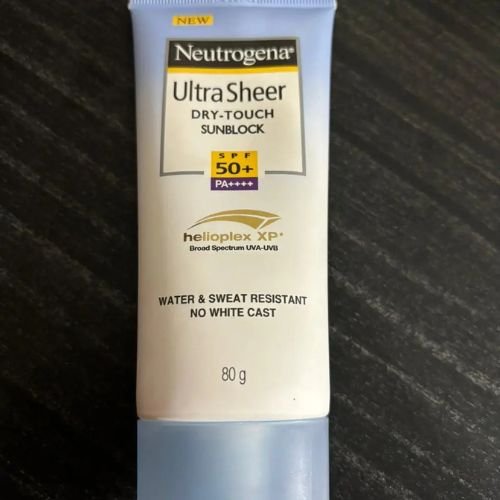 NEW
Neutrogena®
Ultra Sheer
DRY-TOUCH
SUNBLOCK
SPF
50+
PA++++
helioplex XP*
Broad Spectrum UVA-UVB
WATER & SWEAT RESISTANT
NO WHITE CAST
80 g